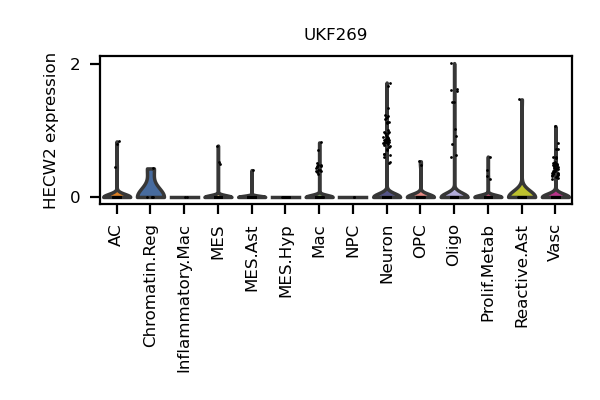 UKF269
HECW2 expression
2
0
AC
Chromatin.Reg
Inflammatory.Mac
MES
MES.Ast
MES.Hyp
Mac
NPC
Neuron
OPC
Oligo
Prolif.Metab
Reactive.Ast
Vasc